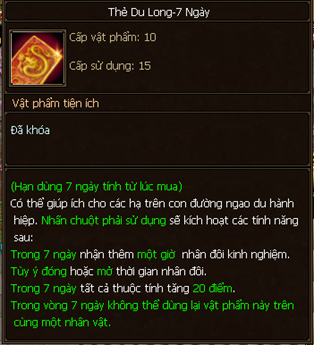 Thẻ Du Long-7 Ngày
Cấp vật phẩm: 10
Cấp sử dụng: 15
Vật phẩm tiện ích
Đã khóa
(Hạn dùng 7 ngày tính từ lúc mua)
Có thể giúp ích cho các hạ trên con đường ngao du hành
hiệp. Nhấn chuột phải sử dụng sẽ kích hoạt các tính năng
sau:
Trong 7 ngày nhận thêm một giờ nhân đôi kinh nghiệm.
Tùy ý đóng hoặc mở thời gian nhân đôi.
Trong 7 ngày tất cả thuộc tính tăng 20 điểm.
Trong vòng 7 ngày không thể dùng lại vật phẩm này trên
cùng một nhân vật.